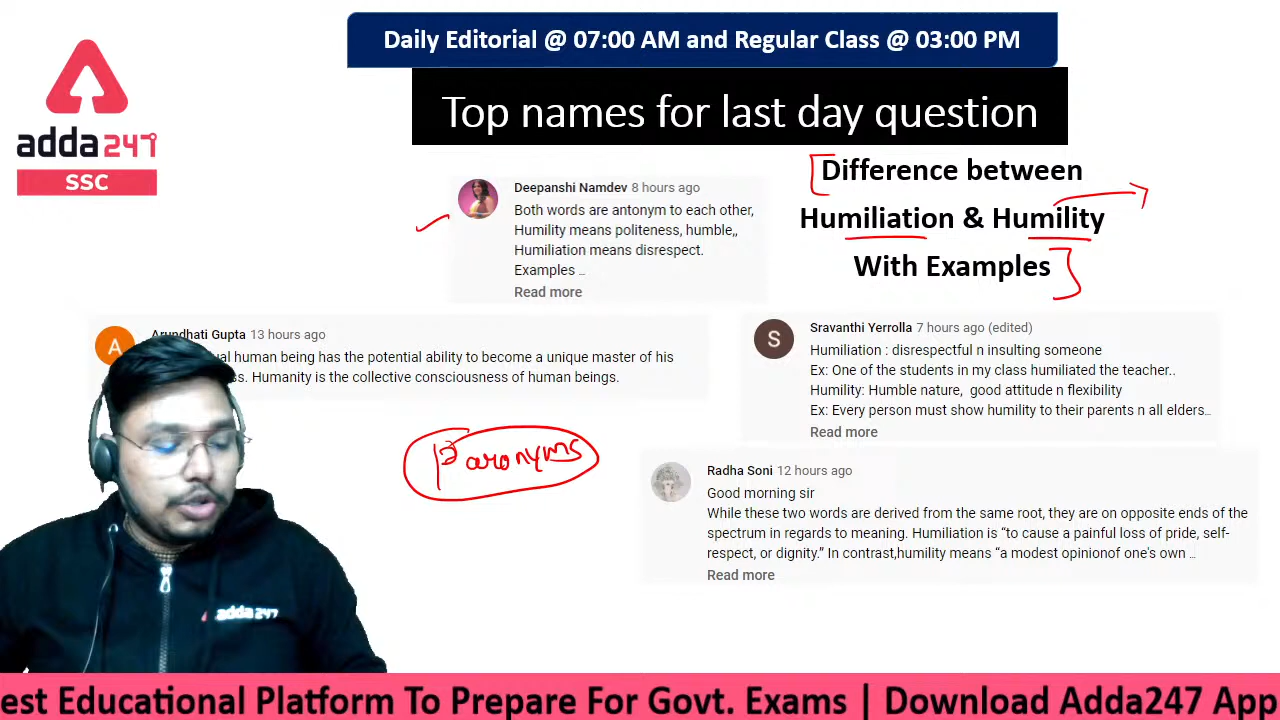 Daily Editorial @ 07:00 AM and Regular Class @ 03:00 PM
adda247
SSC
Top names for last day question
Difference between
Humiliation & Humility
With Examples
Deepanshi Namdev 8 hours ago
Both words are antonym to each other,
Humility means politeness, humble,,
Humiliation means disrespect.
Examples ..
Read more
A
Arundhati Gupta 13 hours ago
human being has the potential ability to become a unique master of his
Humanity is the collective consciousness of human beings.
S
Sravanthi Yerrolla 7 hours ago (edited)
Humiliation : disrespectful n insulting someone
Ex: One of the students in my class humiliated the teacher..
Humility: Humble nature, good attitude n flexibility
Ex: Every person must show humility to their parents n all elders..
Read more
Paronyms
Radha Soni 12 hours ago
Good morning sir
While these two words are derived from the same root, they are on opposite ends of the
spectrum in regards to meaning. Humiliation is “to cause a painful loss of pride, self-
respect, or dignity.” In contrast,humility means “a modest opinionof one's own ..
Read more
adda247
est Educational Platform To Prepare For Govt. Exams | Download Adda247 App